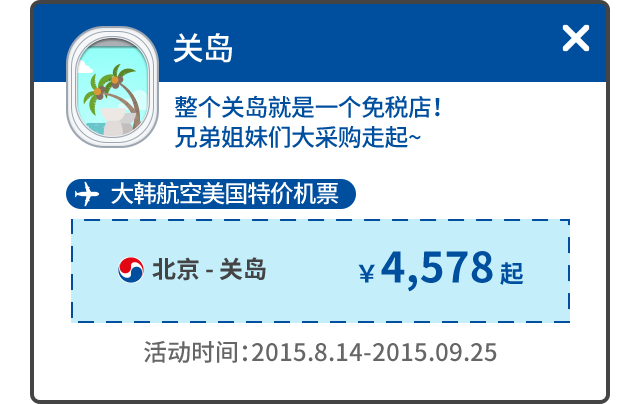 关岛
整个关岛就是一个免税店！
兄弟姐妹们大采购走起~
大韩航空美国特价机票
北京 - 关岛
¥ 4,578 起
活动时间：2015.8.14-2015.09.25